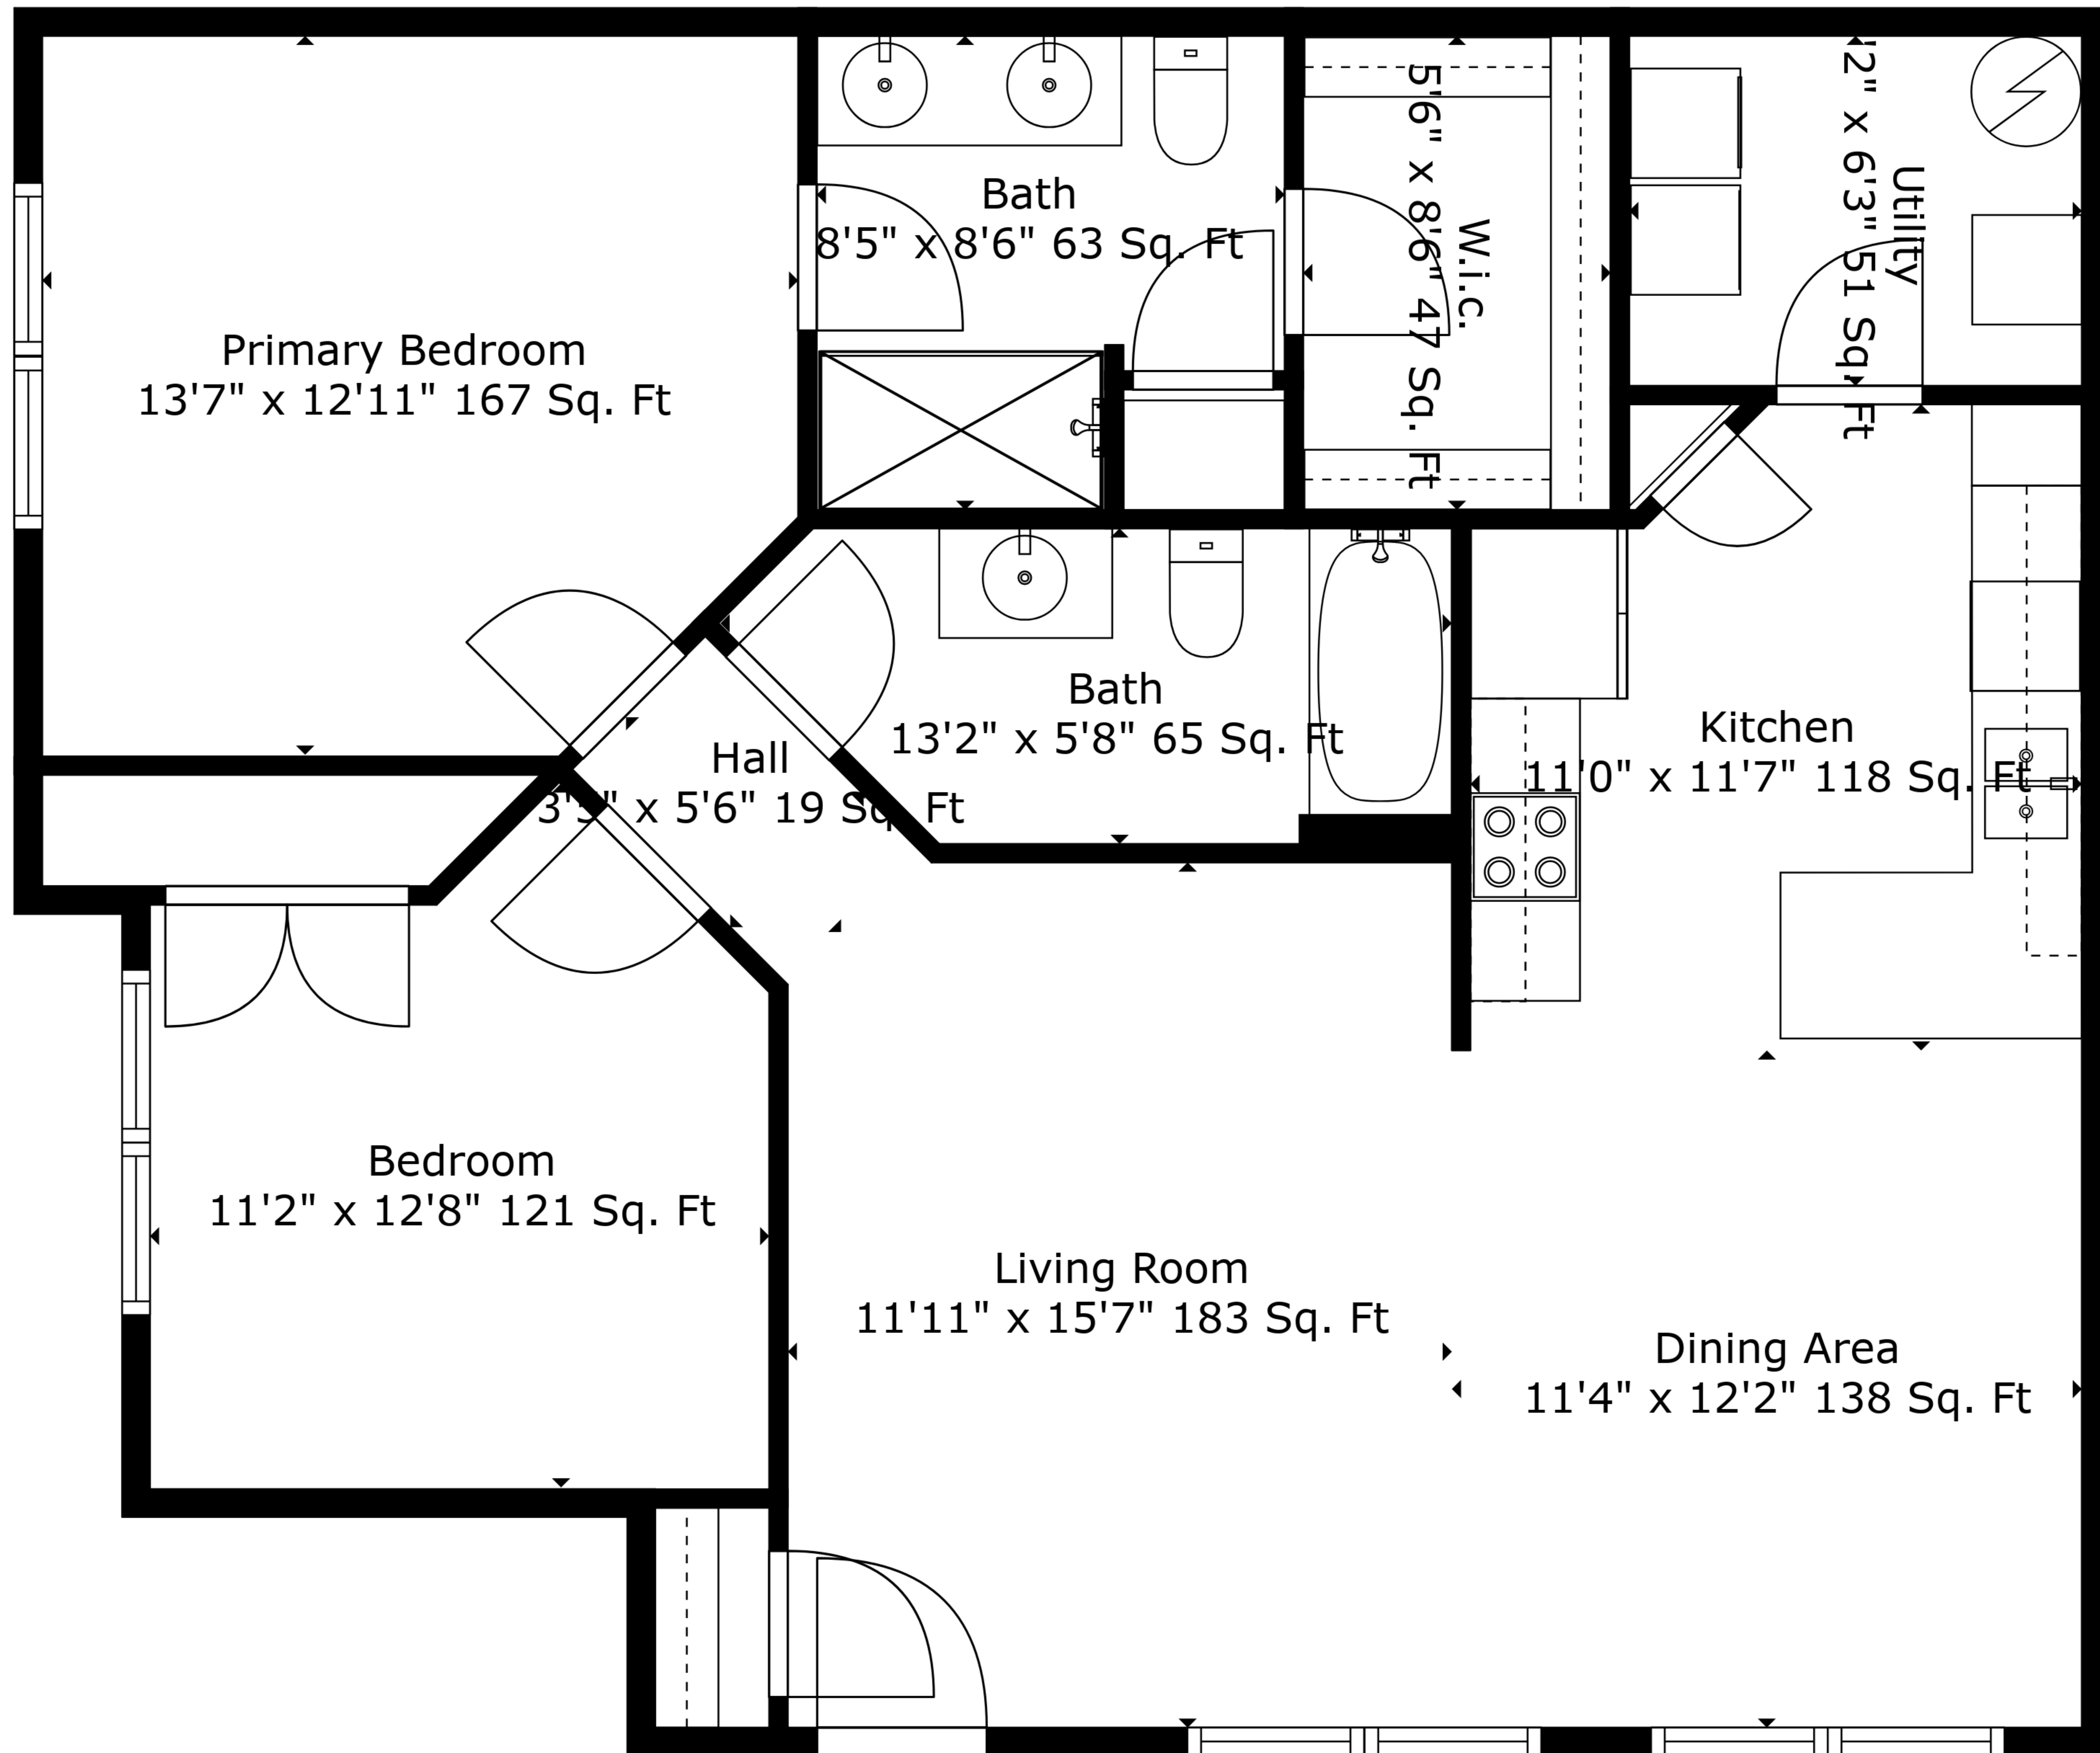 Primary Bedroom
13'7" x 12'11" 167 Sq. Ft
Bath
8'5" x 8'6" 63 Sq. Ft
W.i.c.
5'6" x 8'6" 47 Sq. Ft
Utility
'2" x 6'3" 51 Sq. Ft
Hall
x 5'6" 19 Sq. Ft
Bath
13'2" x 5'8" 65 Sq. Ft
Kitchen
11'0" x 11'7" 118 Sq. Ft
Bedroom
11'2" x 12'8" 121 Sq. Ft
Living Room
11'11" x 15'7" 183 Sq. Ft
Dining Area
11'4" x 12'2" 138 Sq. Ft